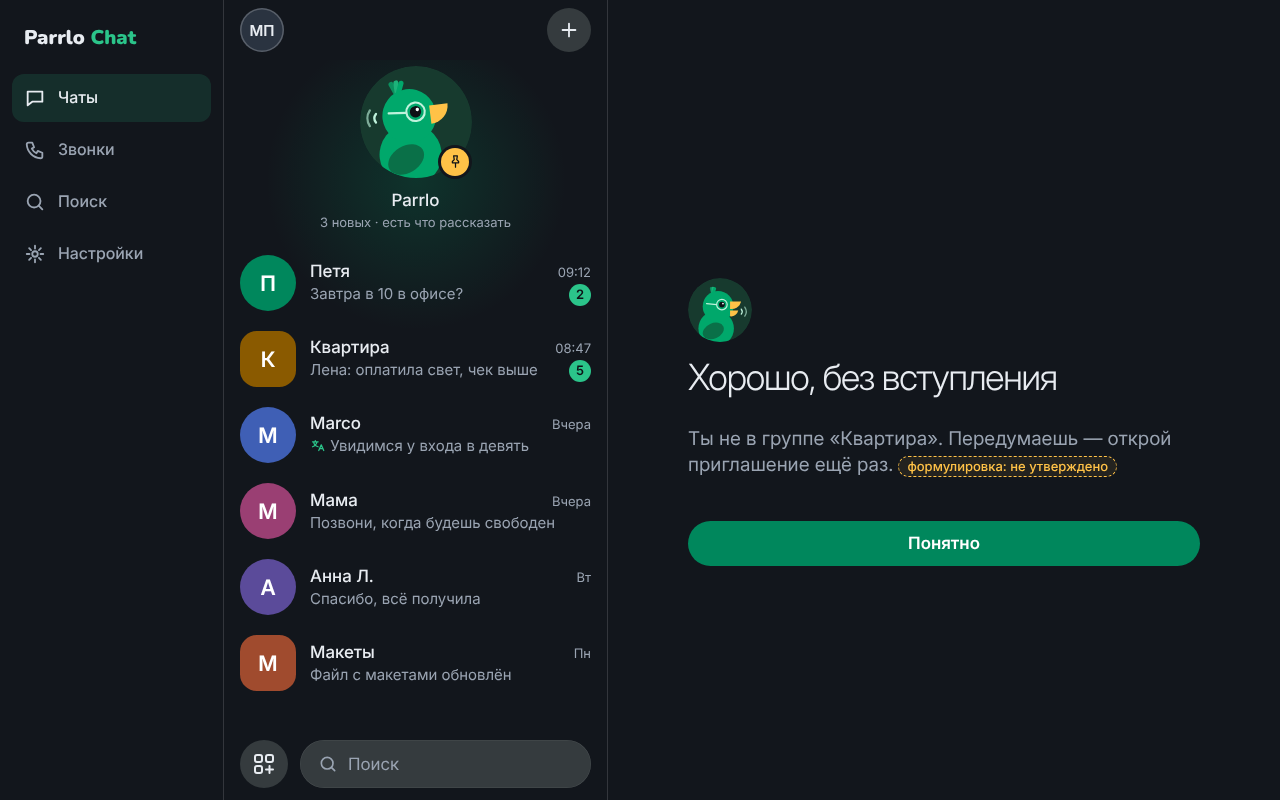 Parrlo Chat
Чаты
Звонки
Поиск
Настройки
МП
Parrlo
3 новых · есть что рассказать
П
Петя
09:12
Завтра в 10 в офисе?
2
К
Квартира
08:47
Лена: оплатила свет, чек выше
5
M
Marco
Вчера
Увидимся у входа в девять
М
Мама
Вчера
Позвони, когда будешь свободен
А
Анна Л.
Вт
Спасибо, всё получила
М
Макеты
Пн
Файл с макетами обновлён
Поиск
Хорошо, без вступления
Ты не в группе «Квартира». Передумаешь — открой
приглашение ещё раз. формулировка: не утверждено
Понятно